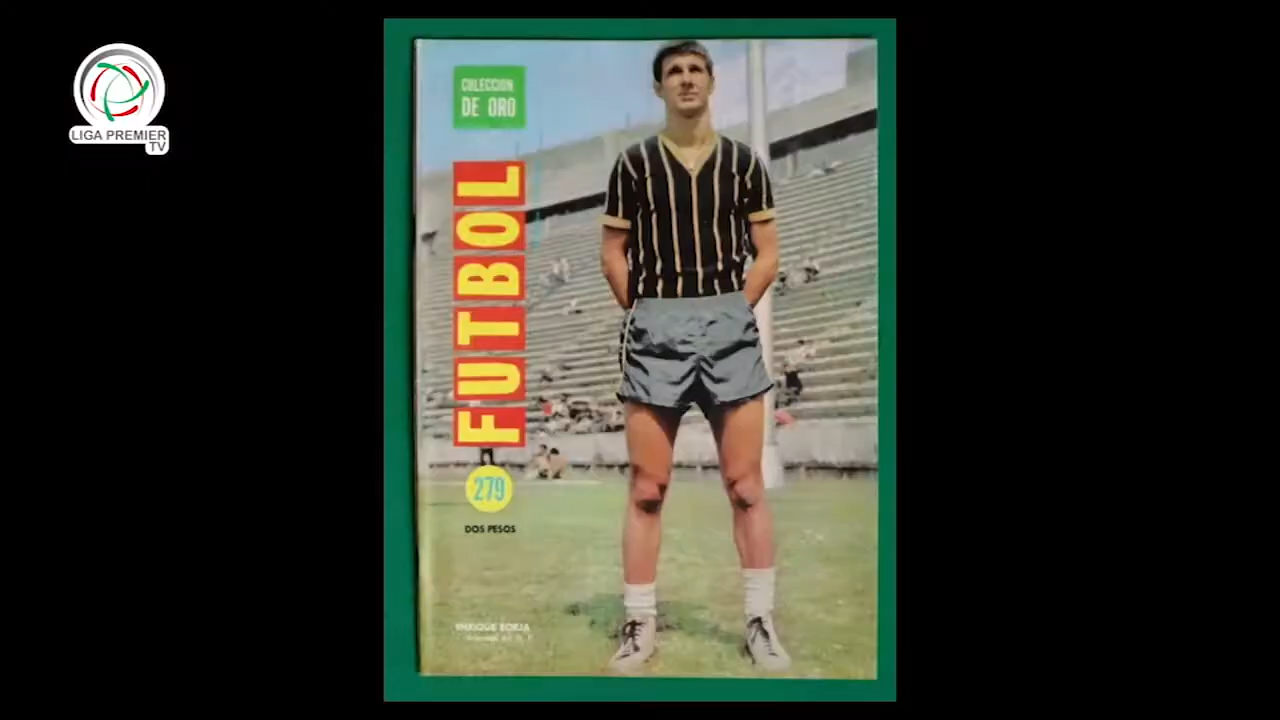 LIGA PREMIER
TV
COLECCION
DE ORO
FUTBOL
279
DOS PESOS
ENRIQUE BORJA